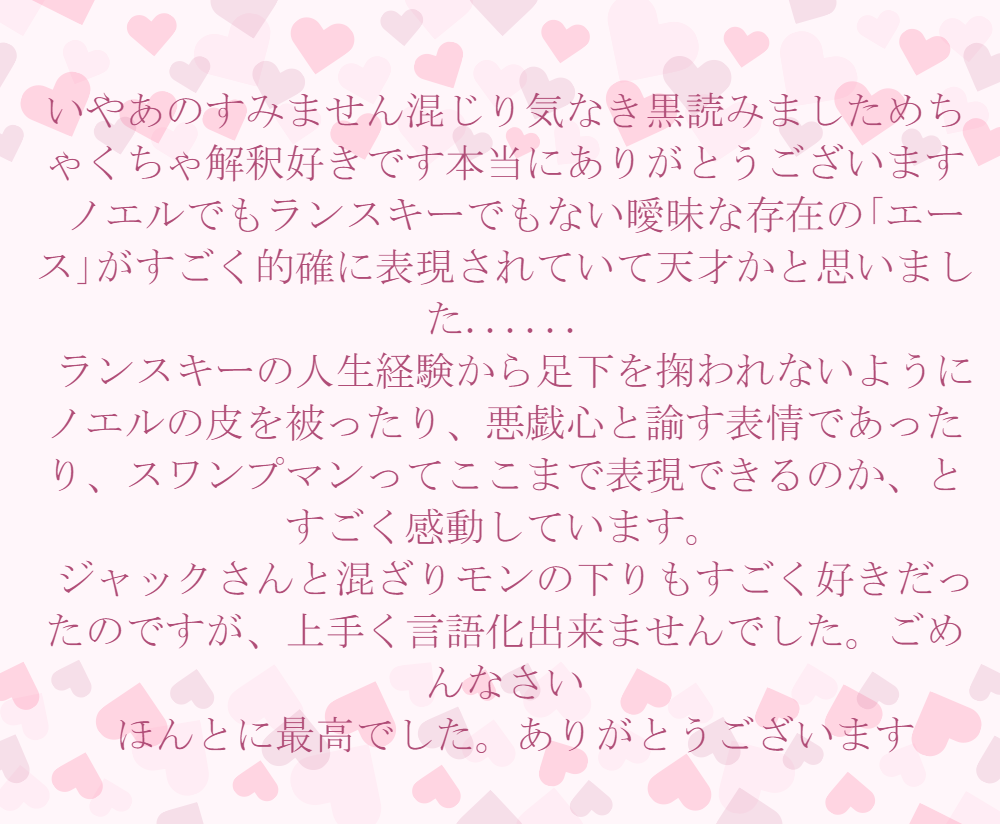 いやあのすみません混じり気なき黒読みましためち
ゃくちゃ解釈好きです本当にありがとうございます
ノエルでもランスキーでもない曖昧な存在の「エー
ス」がすごく的確に表現されていて天才かと思いまし
た......
ランスキーの人生経験から足下を掬われないように
ノエルの皮を被ったり、悪戯心と諭す表情であった
り、スワンプマンってここまで表現できるのか、と
すごく感動しています。
ジャックさんと混ざりモンの下りもすごく好きだっ
たのですが、上手く言語化出来ませんでした。ごめ
んなさい
ほんとに最高でした。ありがとうございます